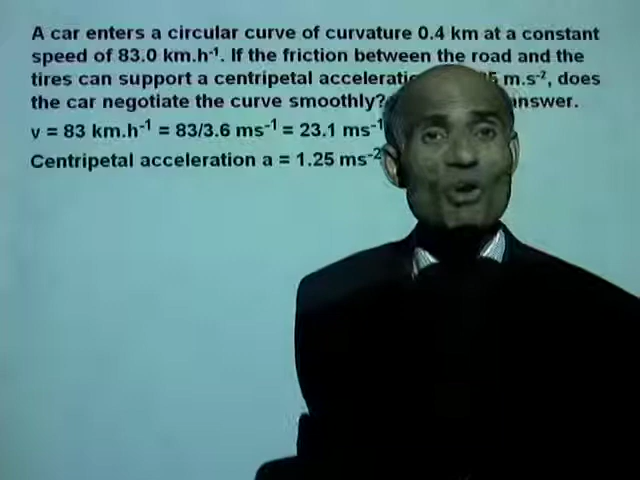 A car enters a circular curve of curvature 0.4 km at a constant
speed of 83.0 km.h⁻¹. If the friction between the road and the
tires can support a centripetal 5 m.s⁻², does
the car negotiate the curve smoothly? answer.
v = 83 km.h⁻¹ = 83/3.6 ms⁻¹ = 23.1 ms⁻¹
Centripetal acceleration a = 1.25 ms⁻²